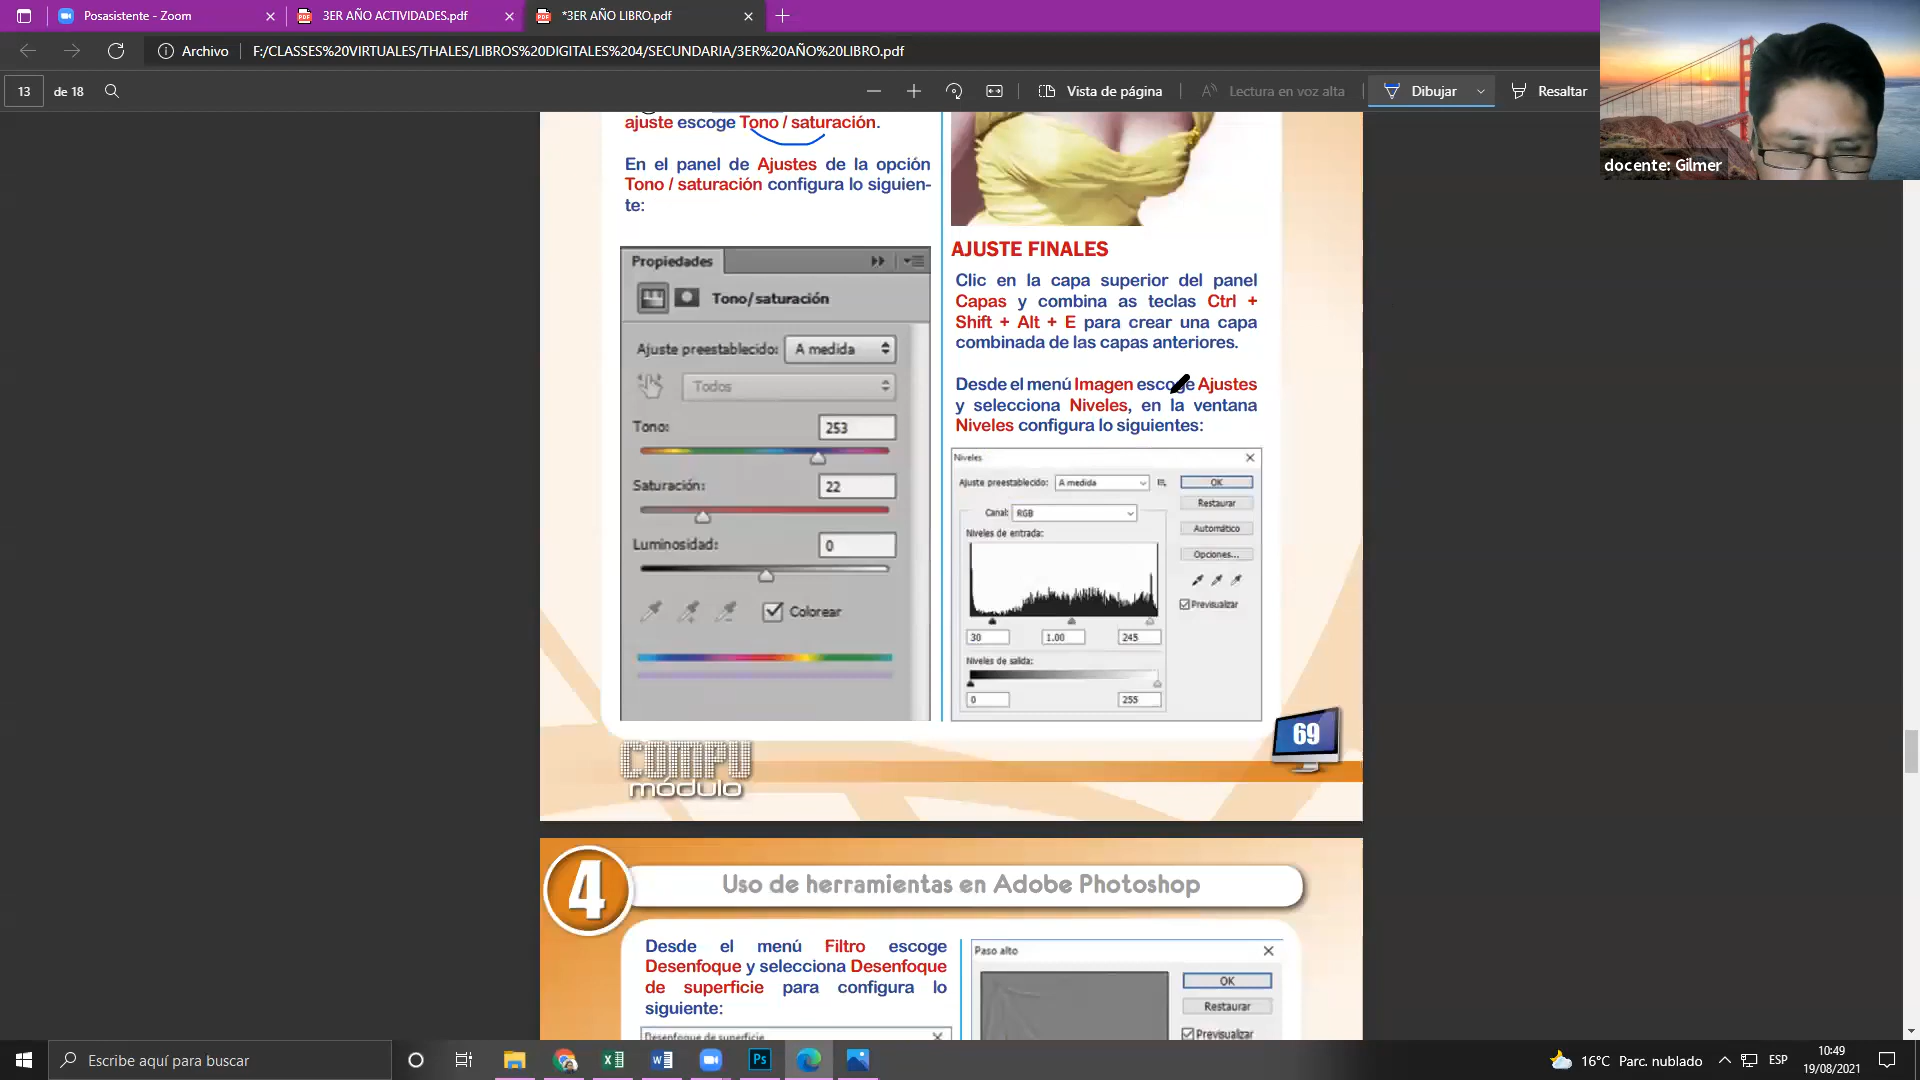 Posasistente - Zoom
3ER AÑO ACTIVIDADES.pdf
*3ER AÑO LIBRO.pdf
Archivo
F:/CLASSES%20VIRTUALES/THALES/LIBROS%20DIGITALES%204/SECUNDARIA/3ER%20AÑO%20LIBRO.pdf
13
de 18
Vista de página
Lectura en voz alta
Dibujar
Resaltar
docente: Gilmer
ajuste escoge Tono / saturación.
En el panel de Ajustes de la opción
Tono / saturación configura lo siguien-
te:
Propiedades
Tono/saturación
Ajuste preestablecido: A medida
Todos
Tono: 253
Saturación: 22
Luminosidad: 0
Colorear
AJUSTE FINALES
Clic en la capa superior del panel
Capas y combina as teclas Ctrl +
Shift + Alt + E para crear una capa
combinada de las capas anteriores.
Desde el menú Imagen escoge Ajustes
y selecciona Niveles, en la ventana
Niveles configura lo siguientes:
Niveles
Ajuste preestablecido: A medida
OK
Restaurar
Canal: RGB
Automático
Niveles de entrada:
Opciones...
Previsualizar
30 1.00 245
Niveles de salida:
0 255
69
COMPU
módulo
4
Uso de herramientas en Adobe Photoshop
Desde el menú Filtro escoge
Desenfoque y selecciona Desenfoque
de superficie para configura lo
siguiente:
Desenfoque de superficie
Paso alto
OK
Restaurar
Previsualizar
Escribe aquí para buscar
Ps
16°C Parc. nublado
ESP
10:49
19/08/2021